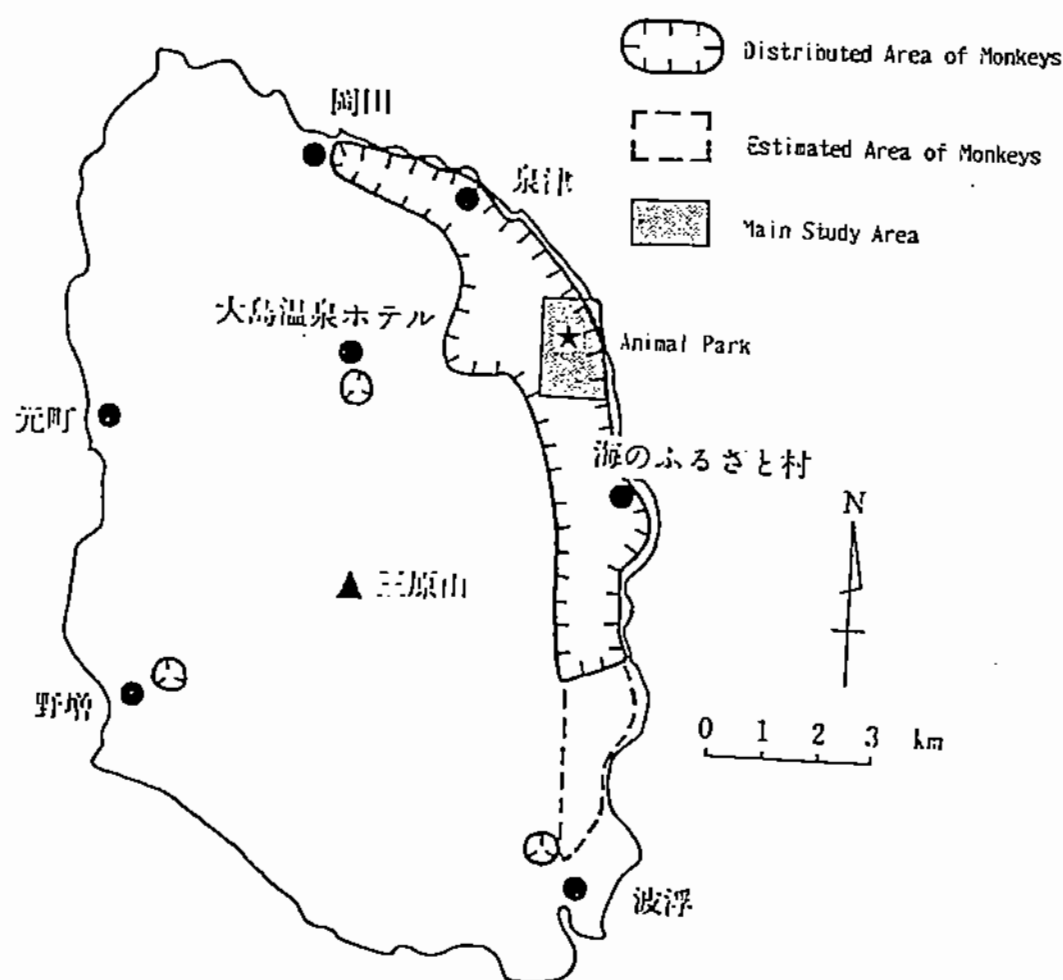 Distributed Area of Monkeys
岡田
Estimated Area of Monkeys
泉津
Main Study Area
大島温泉ホテル
Animal Park
元町
海のふるさと村
N
三原山
野増
0 1 2 3 km
波浮